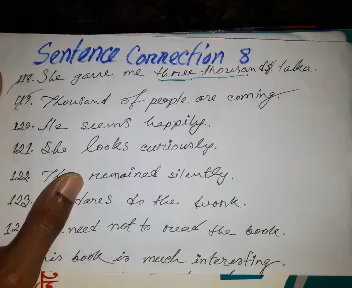 Sentence Connection 8
118. She gave me three thousands taka.
119. Thousand of people are coming.
120. He seems happily.
121. She looks curiously.
122. remained silently.
123. dares do the work.
need not to read the book.
his book is much interesting.